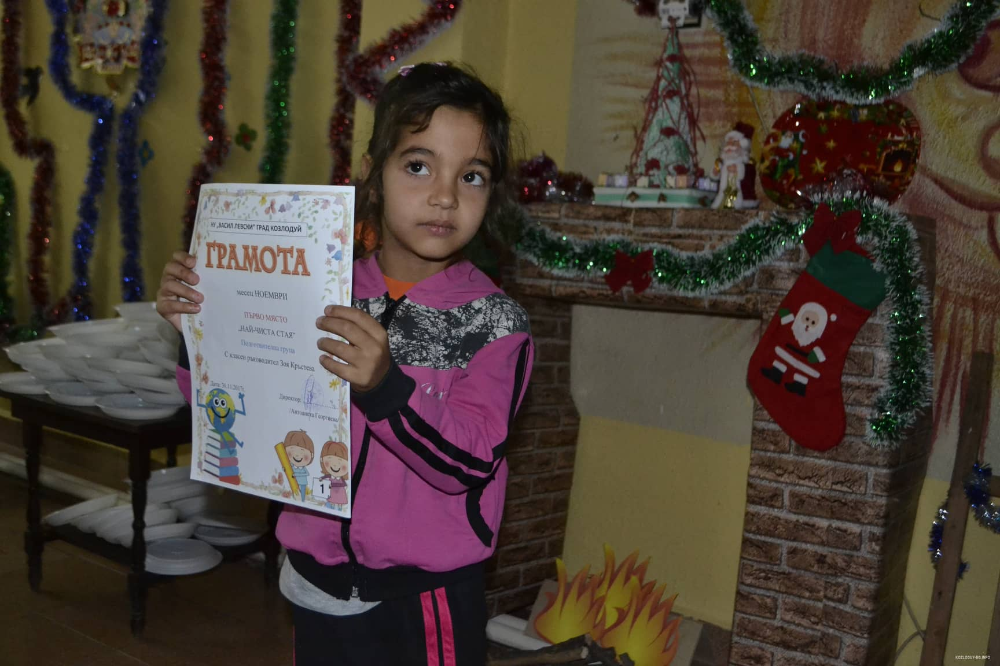 НУ „ВАСИЛ ЛЕВСКИ" ГРАД КОЗЛОДУЙ
ГРАМОТА
месец НОЕМВРИ
ПЪРВО МЯСТО
„НАЙ-ЧИСТА СТАЯ"
Подготвителна група
С класен ръководител Зоя Кръстева
Дата: 30.11.2017г.
Директор:
/Антоанета Георгиева/
1
KOZLODUY-BG.INFO